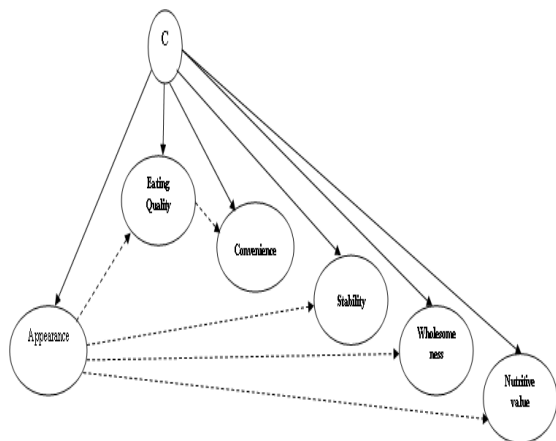 C
Eating
Quality
Convenience
Stability
Appearance
Wholesome
ness
Nutritive
value